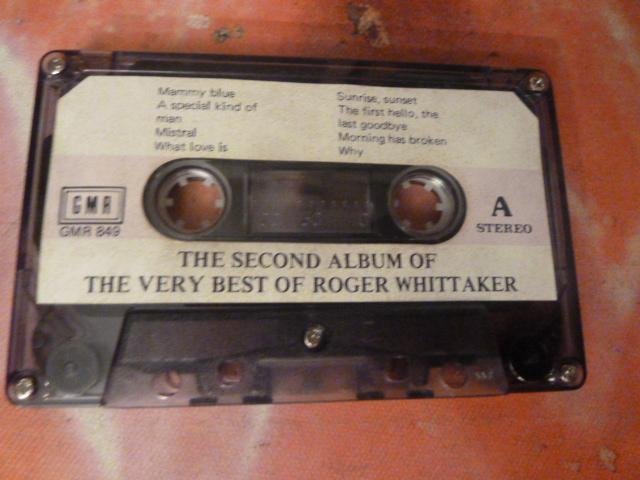 Mammy blue
A special kind of
man
Mistral
What love is
Sunrise, sunset
The first hello, the
last goodbye
Morning has broken
Why
GMR
GMR 849
A
STEREO
THE SECOND ALBUM OF
THE VERY BEST OF ROGER WHITTAKER